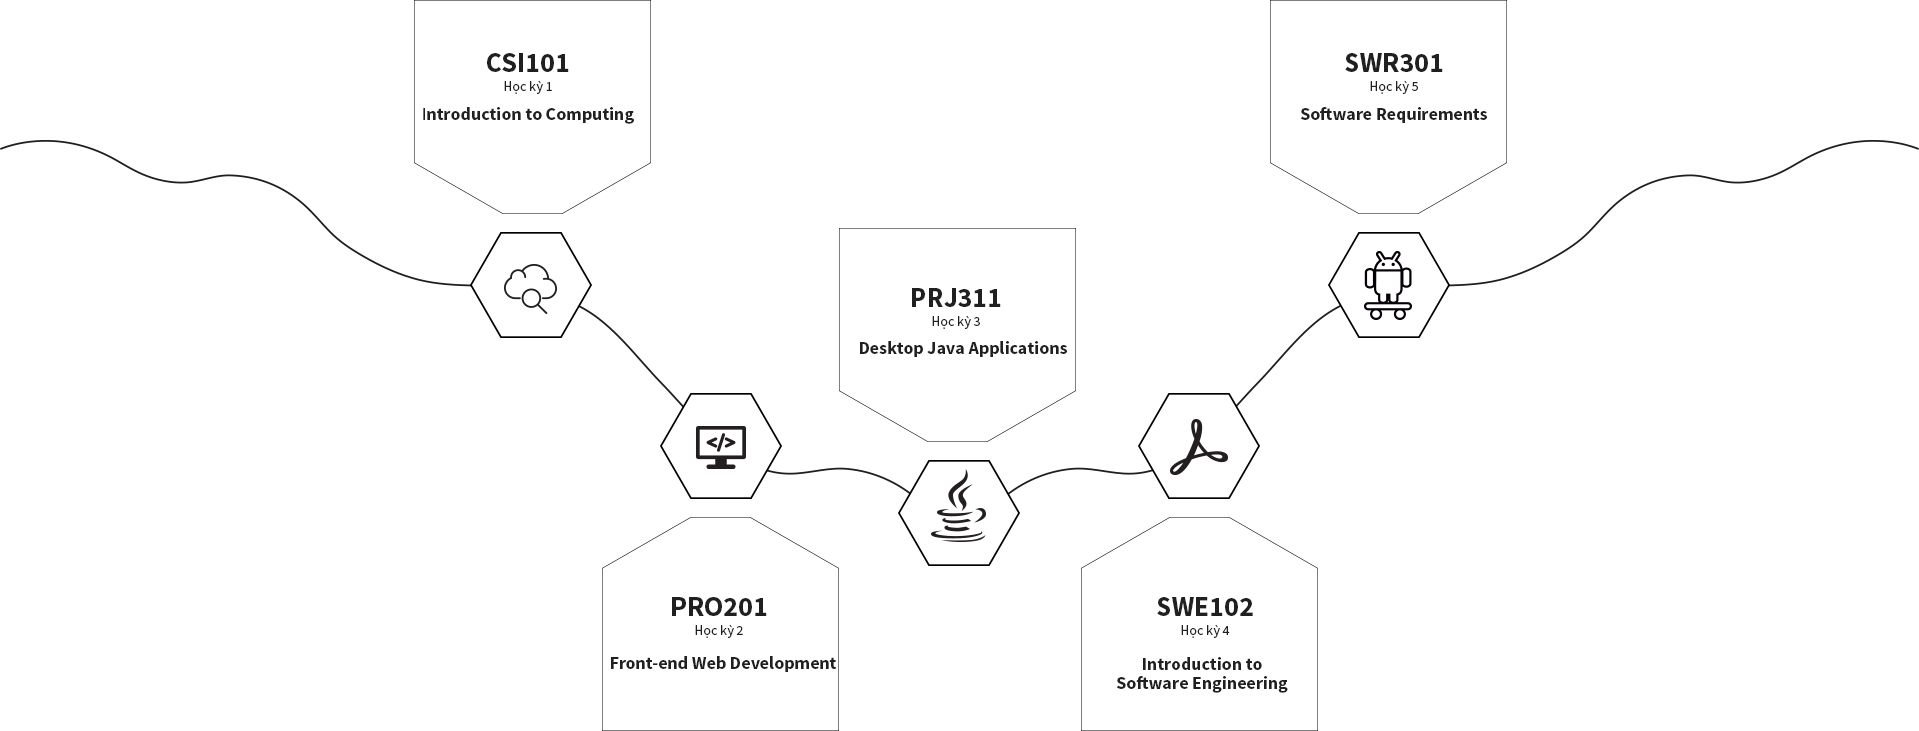 CSI101
Học kỳ 1
Introduction to Computing
SWR301
Học kỳ 5
Software Requirements
PRJ311
Học kỳ 3
Desktop Java Applications
</>
PRO201
Học kỳ 2
Front-end Web Development
SWE102
Học kỳ 4
Introduction to
Software Engineering